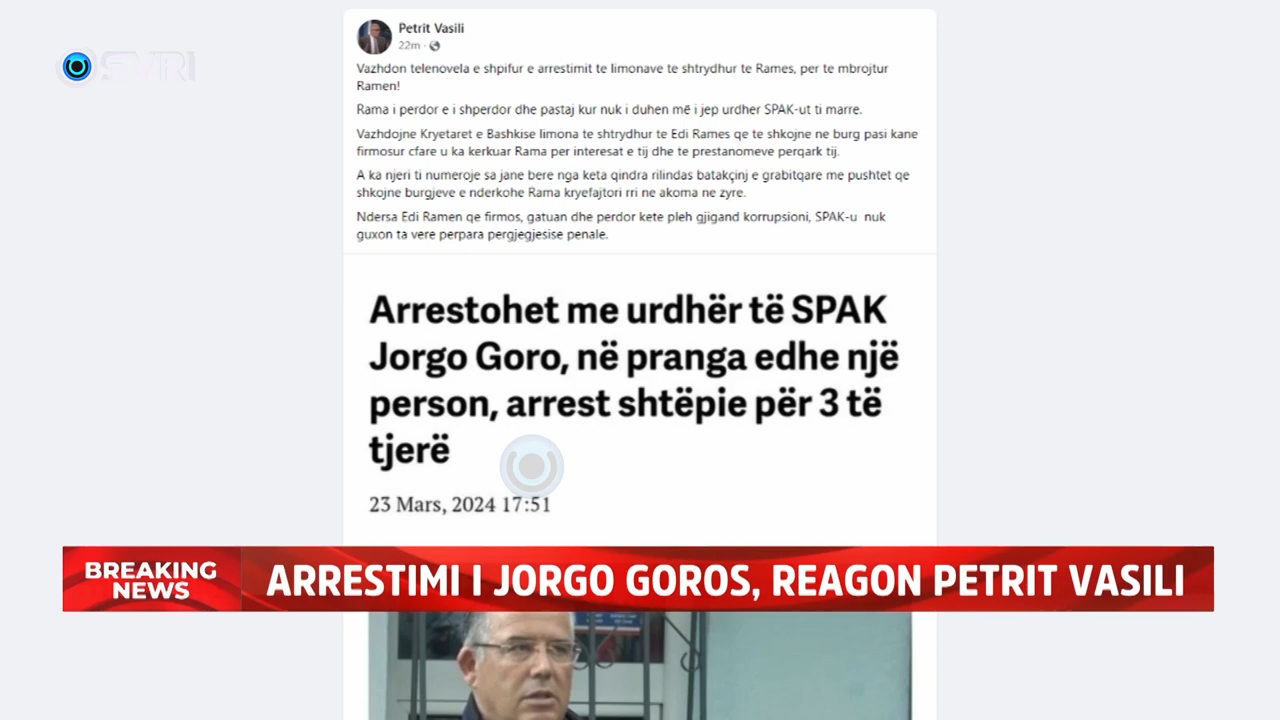 SYRI
Petrit Vasili
22m ·
Vazhdon telenovela e shpifur e arrestimit te limonave te shtrydhur te Rames, per te mbrojtur
Ramen!
Rama i perdor e i shperdor dhe pastaj kur nuk i duhen më i jep urdher SPAK-ut ti marre.
Vazhdojne Kryetaret e Bashkise limona te shtrydhur te Edi Rames qe te shkojne ne burg pasi kane
firmosur cfare u ka kerkuar Rama per interesat e tij dhe te prestanomeve perqark tij.
A ka njeri ti numeroje sa jane bere nga keta qindra rilindas batakçinj e grabitqare me pushtet qe
shkojne burgjeve e nderkohe Rama kryefajtori rri ne akoma ne zyre.
Ndersa Edi Ramen qe firmos, gatuan dhe perdor kete pleh gjigand korrupsioni, SPAK-u nuk
guxon ta vere perpara pergjegjesise penale.
Arrestohet me urdhër të SPAK
Jorgo Goro, në pranga edhe një
person, arrest shtëpie për 3 të
tjerë
23 Mars, 2024 17:51
BREAKING
NEWS
ARRESTIMI I JORGO GOROS, REAGON PETRIT VASILI